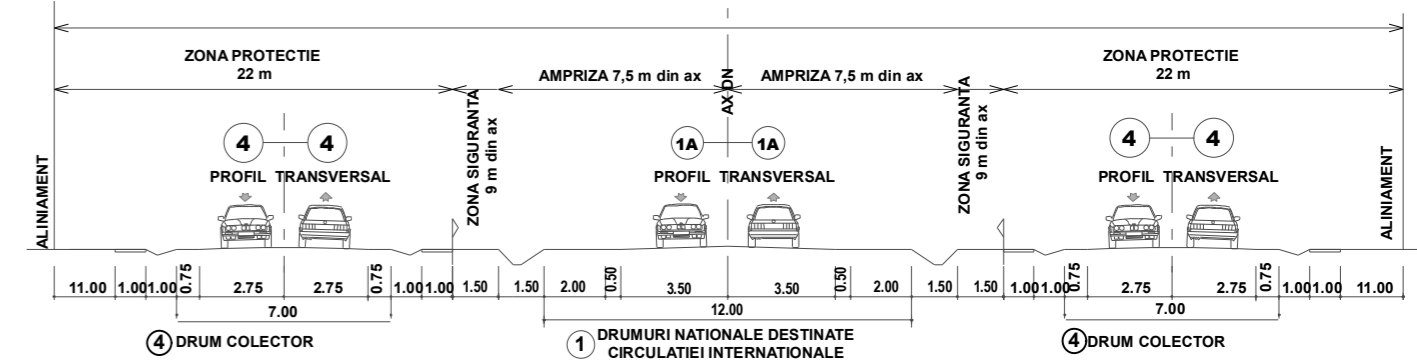 ZONA PROTECTIE
22 m
AMPRIZA 7,5 m din ax
AX DN
AMPRIZA 7,5 m din ax
ZONA PROTECTIE
22 m
ALINIAMENT
4 4
PROFIL TRANSVERSAL
ZONA SIGURANTA
9 m din ax
1A 1A
PROFIL TRANSVERSAL
ZONA SIGURANTA
9 m din ax
4 4
PROFIL TRANSVERSAL
ALINIAMENT
11.00 1.00 1.00 0.75 2.75 2.75 0.75 1.00 1.00 1.50 1.50 2.00 0.50 3.50 3.50 0.50 2.00 1.50 1.50 1.00 1.00 0.75 2.75 2.75 0.75 1.00 1.00 11.00
7.00 12.00 7.00
4 DRUM COLECTOR
1 DRUMURI NATIONALE DESTINATE
CIRCULATIEI INTERNATIONALE
4 DRUM COLECTOR